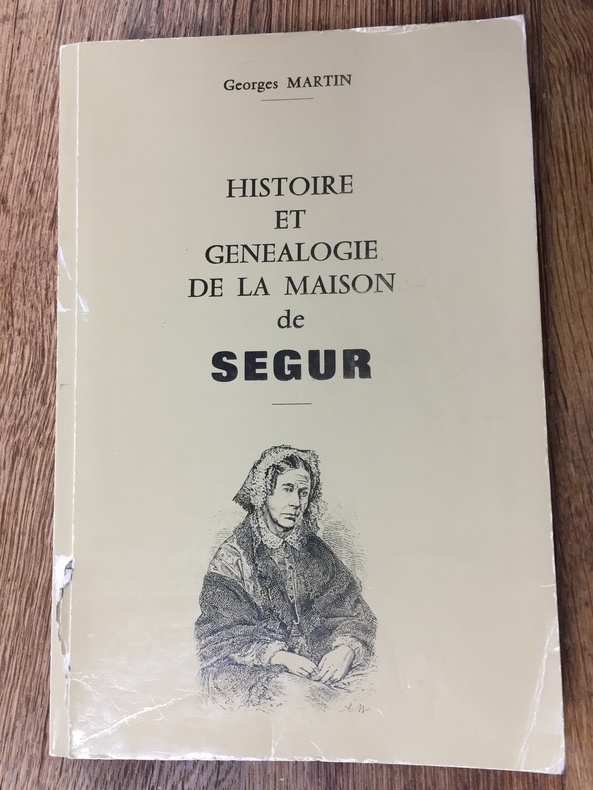 Georges MARTIN
HISTOIRE
ET
GENEALOGIE
DE LA MAISON
de
SEGUR